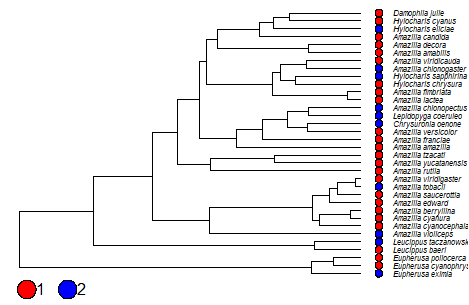 Damophila julie
Hylocharis cyanus
Hylocharis eliciae
Amazilia candida
Amazilia decora
Amazilia amabilis
Amazilia viridicauda
Amazilia chionogaster
Hylocharis sapphirina
Hylocharis chrysura
Amazilia fimbriata
Amazilia lactea
Amazilia chionopectus
Lepidopyga coeruleo
Chrysuronia oenone
Amazilia versicolor
Amazilia franciae
Amazilia amazilia
Amazilia tzacatl
Amazilia yucatanensis
Amazilia rutila
Amazilia viridigaster
Amazilia tobaci
Amazilia saucerottia
Amazilia edward
Amazilia beryllina
Amazilia cyanura
Amazilia cyanocephala
Amazilia violiceps
Leucippus taczanowsk
Leucippus baeri
Eupherusa poliocerca
Eupherusa cyanophrys
Eupherusa eximia
1 2